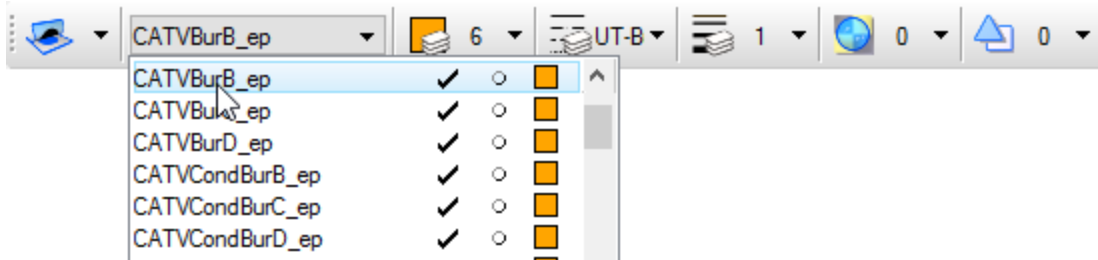 CATVBurB_ep 6 UT-B 1 0 0
CATVBurB_ep
CATVBurD_ep
CATVCondBurB_ep
CATVCondBurC_ep
CATVCondBurD_ep